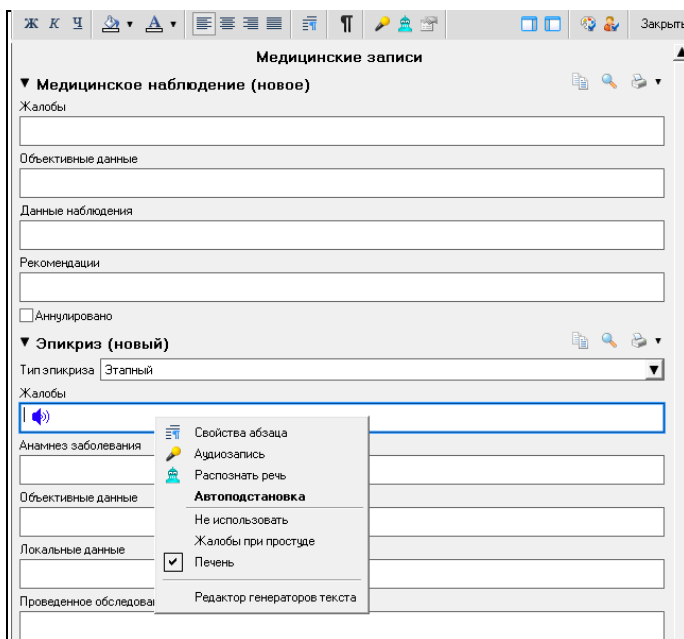 Ж К Ч А ¶ Закрыть
Медицинские записи
▼ Медицинское наблюдение (новое)
Жалобы
Объективные данные
Данные наблюдения
Рекомендации
Аннулировано
▼ Эпикриз (новый)
Тип эпикриза Этапный
Жалобы
Свойства абзаца
Анамнез заболевания
Аудиозапись
Распознать речь
Объективные данные
Автоподстановка
Не использовать
Жалобы при простуде
Локальные данные
Печень
Редактор генераторов текста
Проведенное